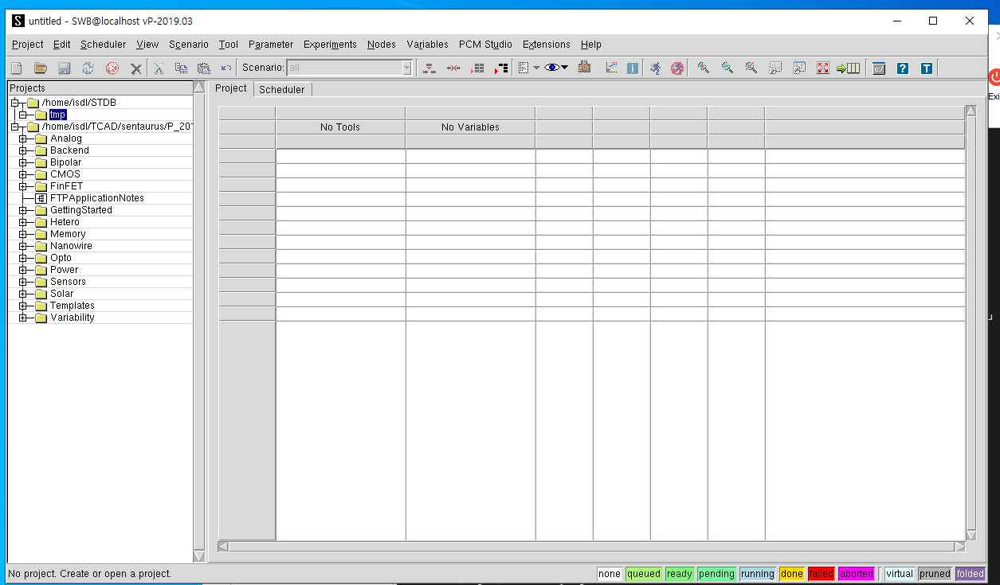 S untitled - SWB@localhost vP-2019.03
Project Edit Scheduler View Scenario Tool Parameter Experiments Nodes Variables PCM Studio Extensions Help
Scenario: all
c:/ ? T
Projects
/home/isdl/STDB
tmp
/home/isdl/TCAD/sentaurus/P_201
Analog
Backend
Bipolar
CMOS
FinFET
FTPApplicationNotes
GettingStarted
Hetero
Memory
Nanowire
Opto
Power
Sensors
Solar
Templates
Variability
Project Scheduler
No Tools No Variables
Exi
No project. Create or open a project.
none queued ready pending running done failed aborted virtual pruned folded